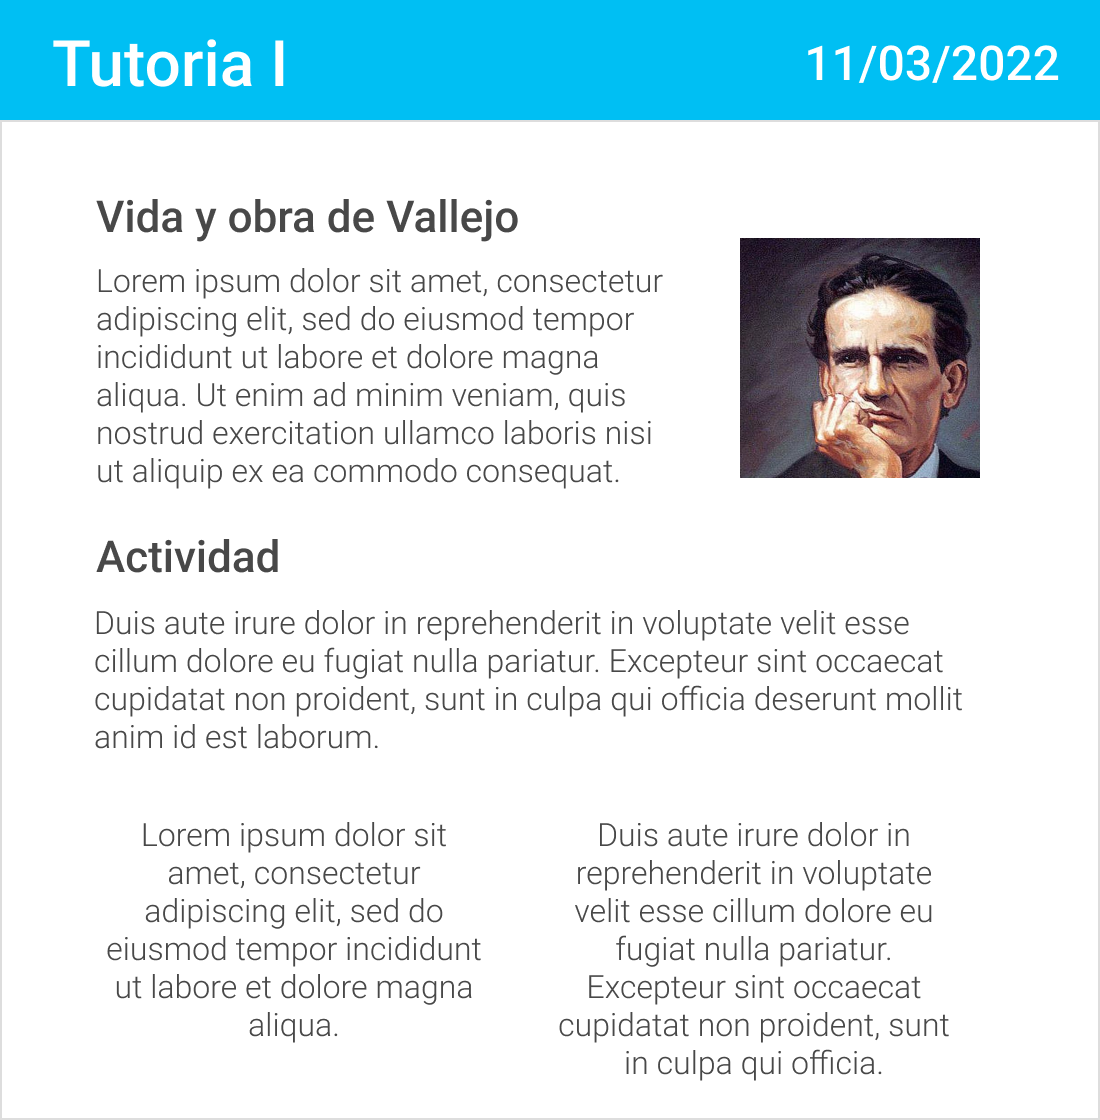 Tutoria I
11/03/2022
Vida y obra de Vallejo
Lorem ipsum dolor sit amet, consectetur
adipiscing elit, sed do eiusmod tempor
incididunt ut labore et dolore magna
aliqua. Ut enim ad minim veniam, quis
nostrud exercitation ullamco laboris nisi
ut aliquip ex ea commodo consequat.
Actividad
Duis aute irure dolor in reprehenderit in voluptate velit esse
cillum dolore eu fugiat nulla pariatur. Excepteur sint occaecat
cupidatat non proident, sunt in culpa qui officia deserunt mollit
anim id est laborum.
Lorem ipsum dolor sit
amet, consectetur
adipiscing elit, sed do
eiusmod tempor incididunt
ut labore et dolore magna
aliqua.
Duis aute irure dolor in
reprehenderit in voluptate
velit esse cillum dolore eu
fugiat nulla pariatur.
Excepteur sint occaecat
cupidatat non proident, sunt
in culpa qui officia.